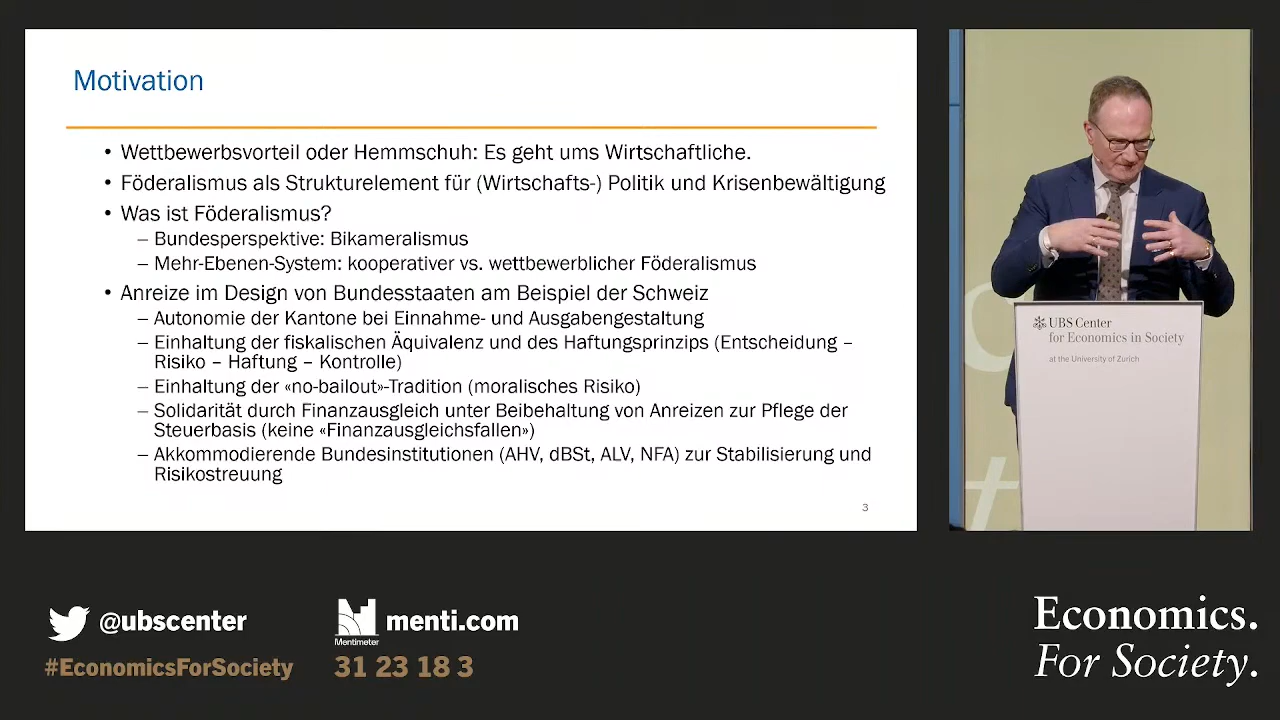 Motivation
• Wettbewerbsvorteil oder Hemmschuh: Es geht ums Wirtschaftliche.
• Föderalismus als Strukturelement für (Wirtschafts-) Politik und Krisenbewältigung
• Was ist Föderalismus?
– Bundesperspektive: Bikameralismus
– Mehr-Ebenen-System: kooperativer vs. wettbewerblicher Föderalismus
• Anreize im Design von Bundesstaaten am Beispiel der Schweiz
– Autonomie der Kantone bei Einnahme- und Ausgabengestaltung
– Einhaltung der fiskalischen Äquivalenz und des Haftungsprinzips (Entscheidung –
Risiko – Haftung – Kontrolle)
– Einhaltung der «no-bailout»-Tradition (moralisches Risiko)
– Solidarität durch Finanzausgleich unter Beibehaltung von Anreizen zur Pflege der
Steuerbasis (keine «Finanzausgleichsfallen»)
– Akkommodierende Bundesinstitutionen (AHV, dBSt, ALV, NFA) zur Stabilisierung und
Risikostreuung
3
UBS Center
for Economics in Society
at the University of Zurich
@ubscenter
#EconomicsForSociety
Mentimeter
menti.com
31 23 18 3
Economics.
For Society.